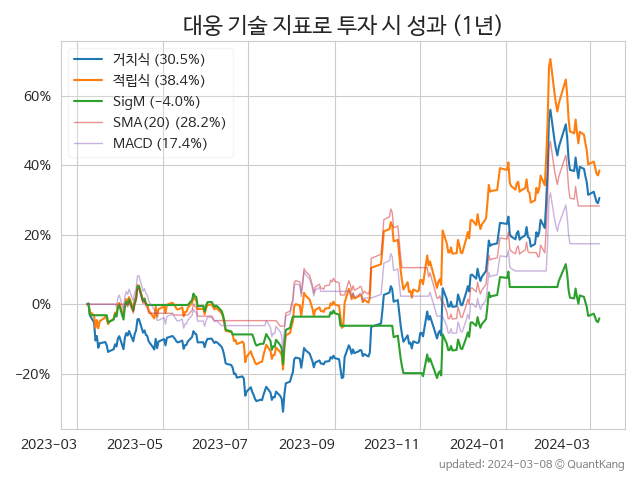 대웅 기술 지표로 투자 시 성과 (1년)
거치식 (30.5%)
적립식 (38.4%)
SigM (−4.0%)
SMA(20) (28.2%)
MACD (17.4%)
60%
40%
20%
0%
−20%
2023−03 2023−05 2023−07 2023−09 2023−11 2024−01 2024−03
updated: 2024−03−08 ⓒ QuantKang